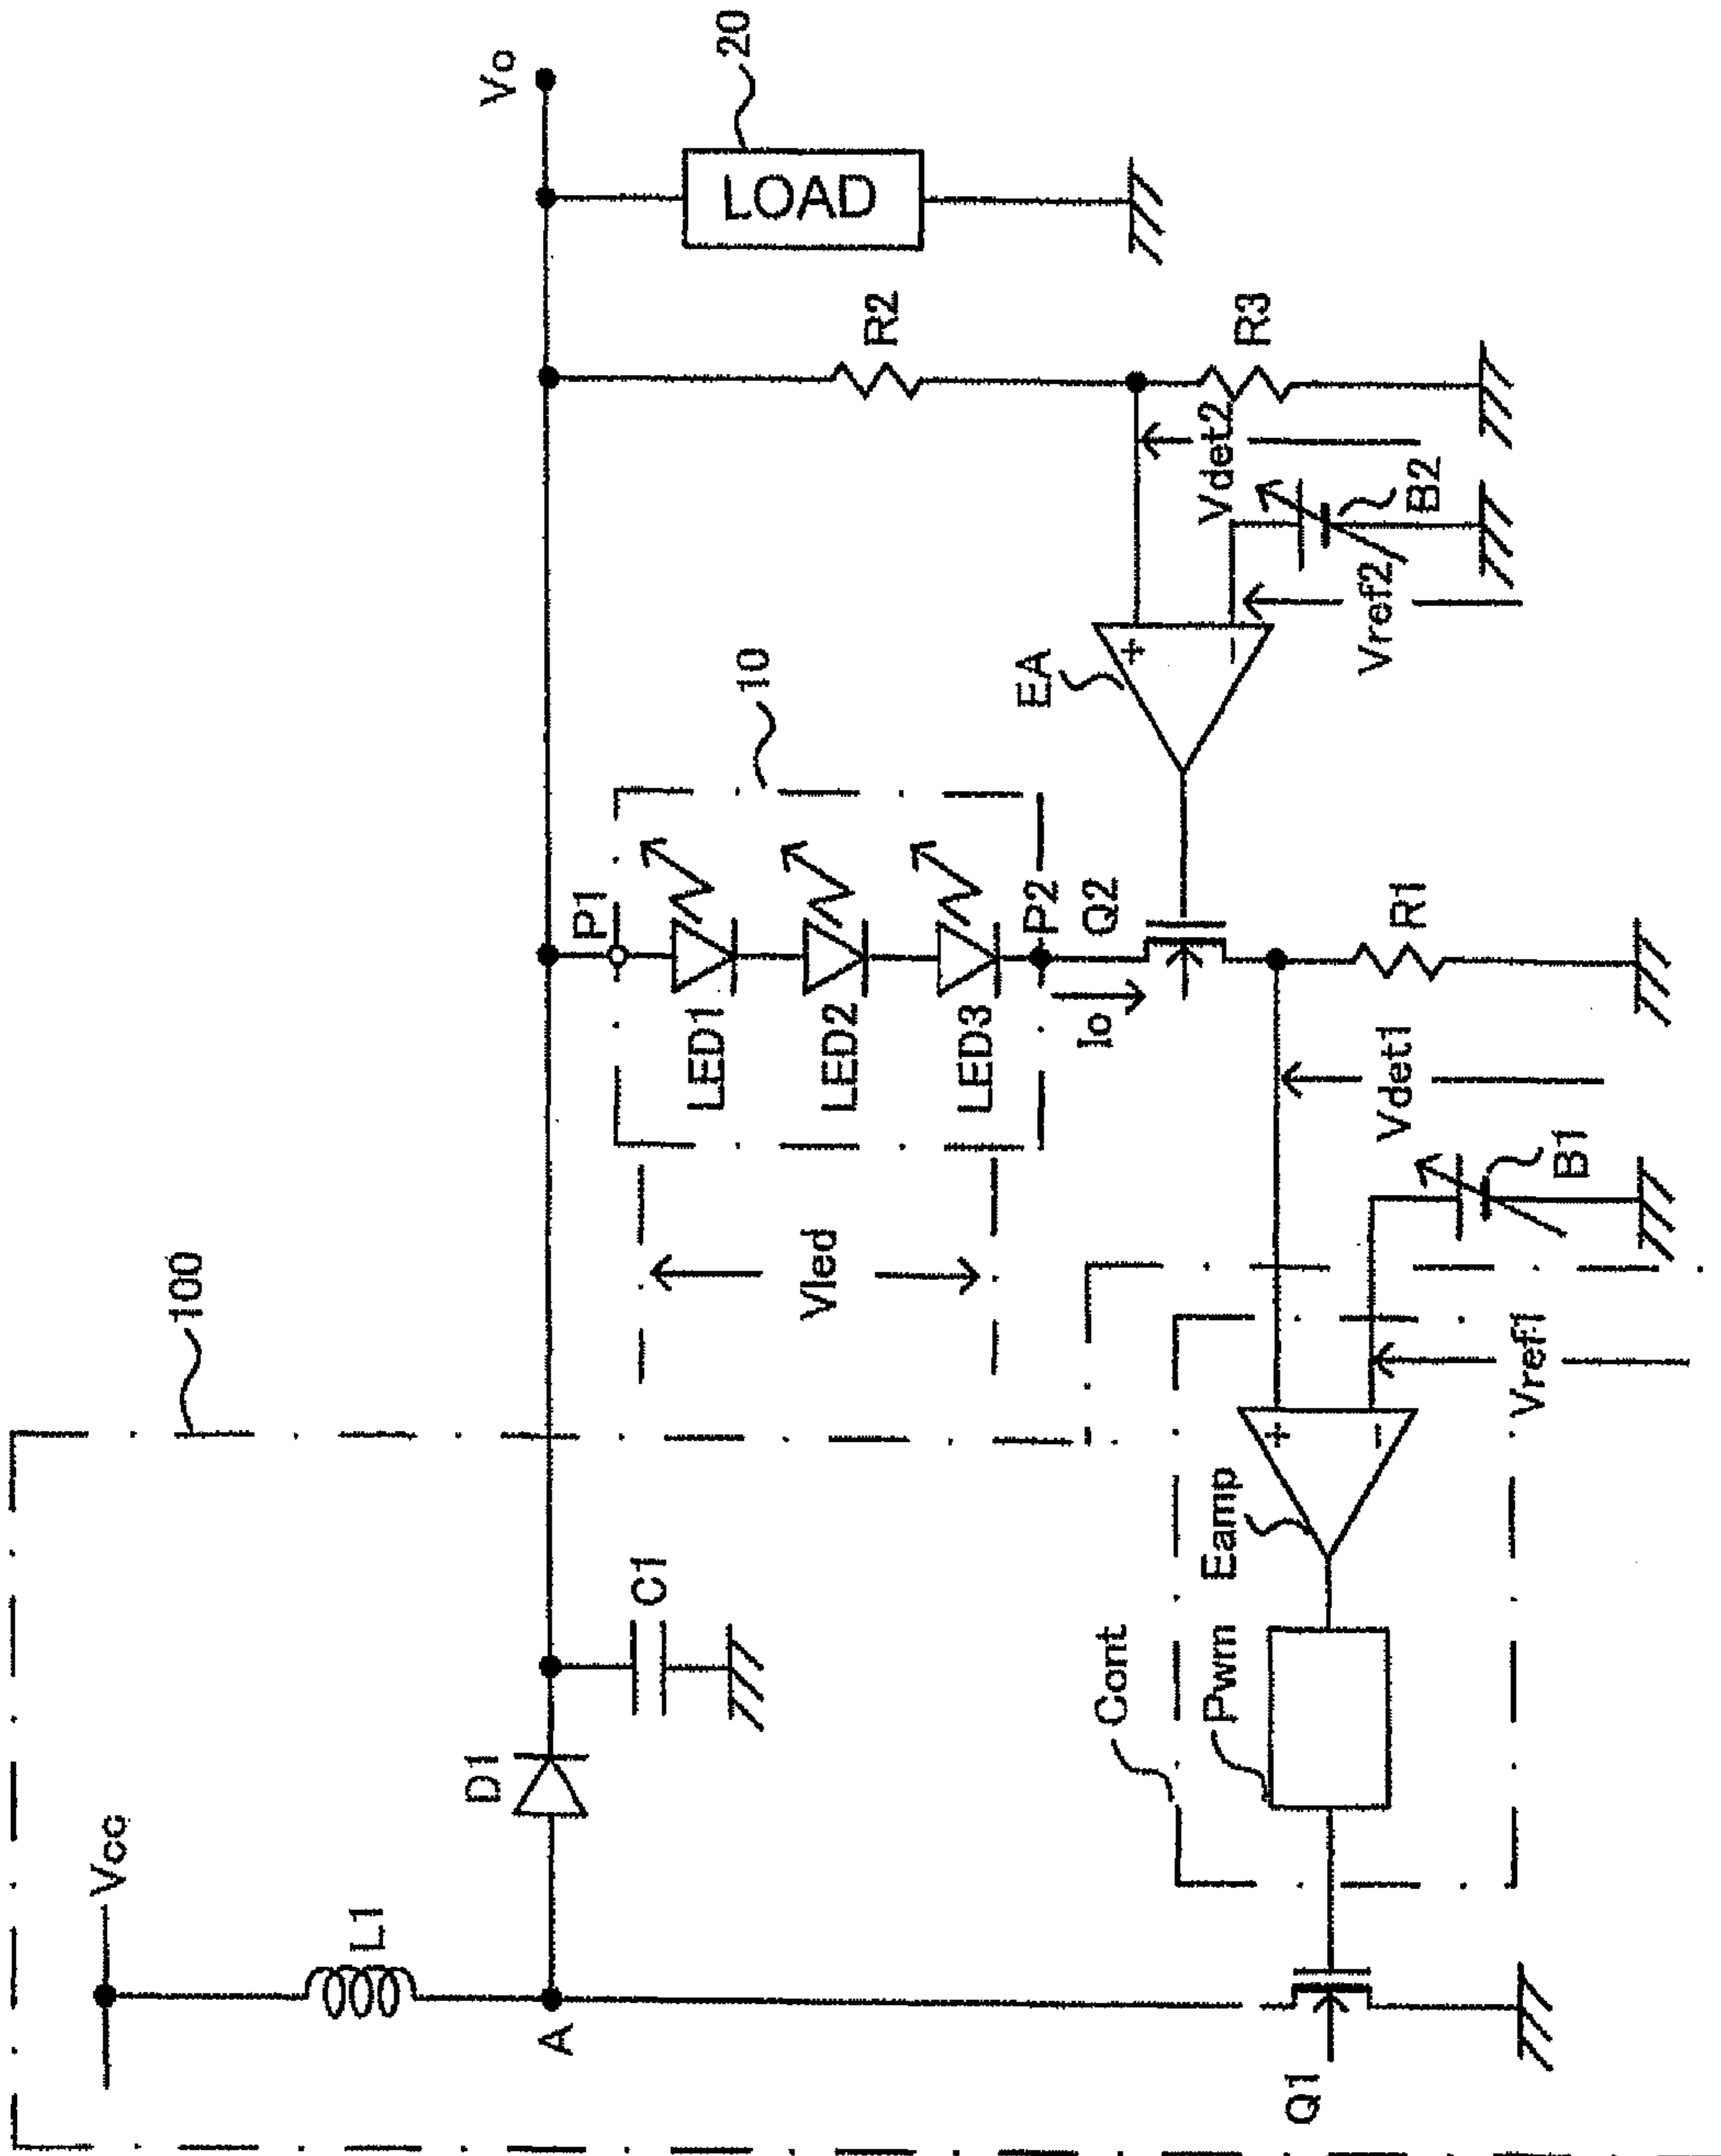 100
Vcc
L1
A
D1
C1
Q1
Cont
Pwm
Eamp
Vref1
B1
Vdet1
Vled
P1
10
LED1
LED2
LED3
P2
Io
Q2
R1
EA
Vref2
B2
Vdet2
R2
R3
LOAD
20
Vo
+
−
+
−